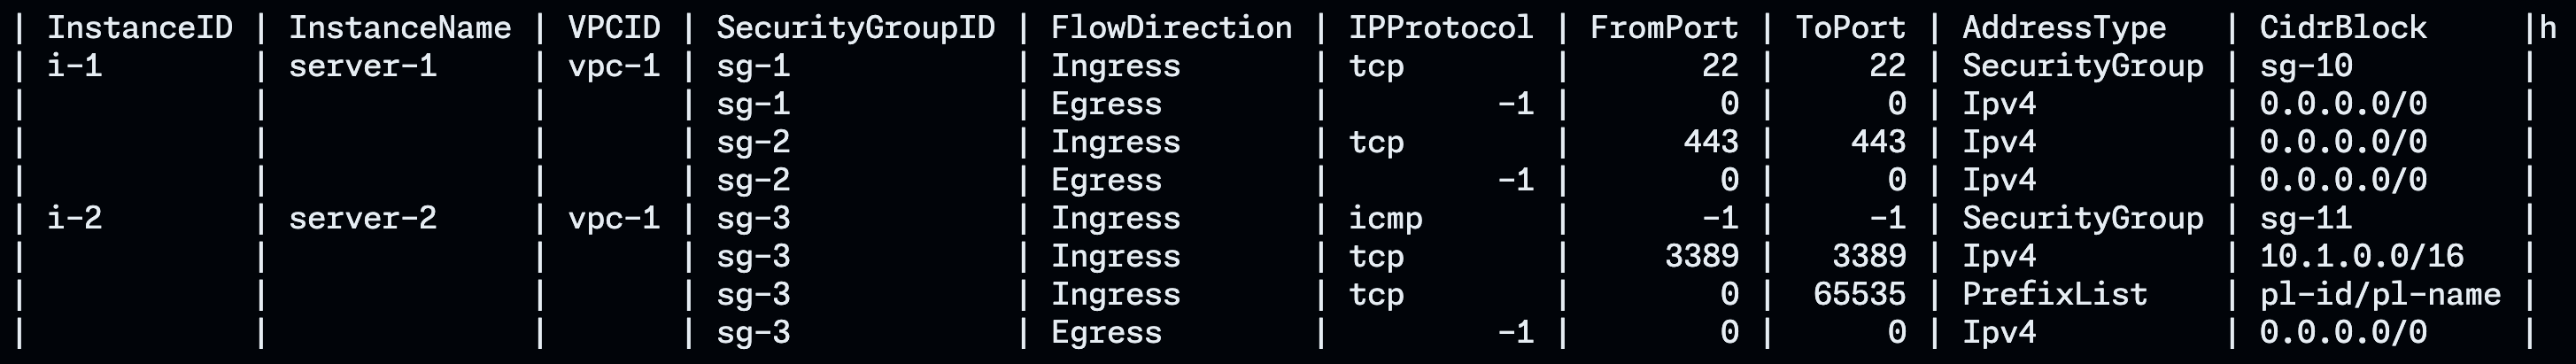 | InstanceID | InstanceName | VPCID | SecurityGroupID | FlowDirection | IPProtocol | FromPort | ToPort | AddressType   | CidrBlock     |h
| i-1        | server-1     | vpc-1 | sg-1            | Ingress       | tcp        |       22 |     22 | SecurityGroup | sg-10         |
|            |              |       | sg-1            | Egress        |         -1 |        0 |      0 | Ipv4          | 0.0.0.0/0     |
|            |              |       | sg-2            | Ingress       | tcp        |      443 |    443 | Ipv4          | 0.0.0.0/0     |
|            |              |       | sg-2            | Egress        |         -1 |        0 |      0 | Ipv4          | 0.0.0.0/0     |
| i-2        | server-2     | vpc-1 | sg-3            | Ingress       | icmp       |       -1 |     -1 | SecurityGroup | sg-11         |
|            |              |       | sg-3            | Ingress       | tcp        |     3389 |   3389 | Ipv4          | 10.1.0.0/16   |
|            |              |       | sg-3            | Ingress       | tcp        |        0 |  65535 | PrefixList    | pl-id/pl-name |
|            |              |       | sg-3            | Egress        |         -1 |        0 |      0 | Ipv4          | 0.0.0.0/0     |